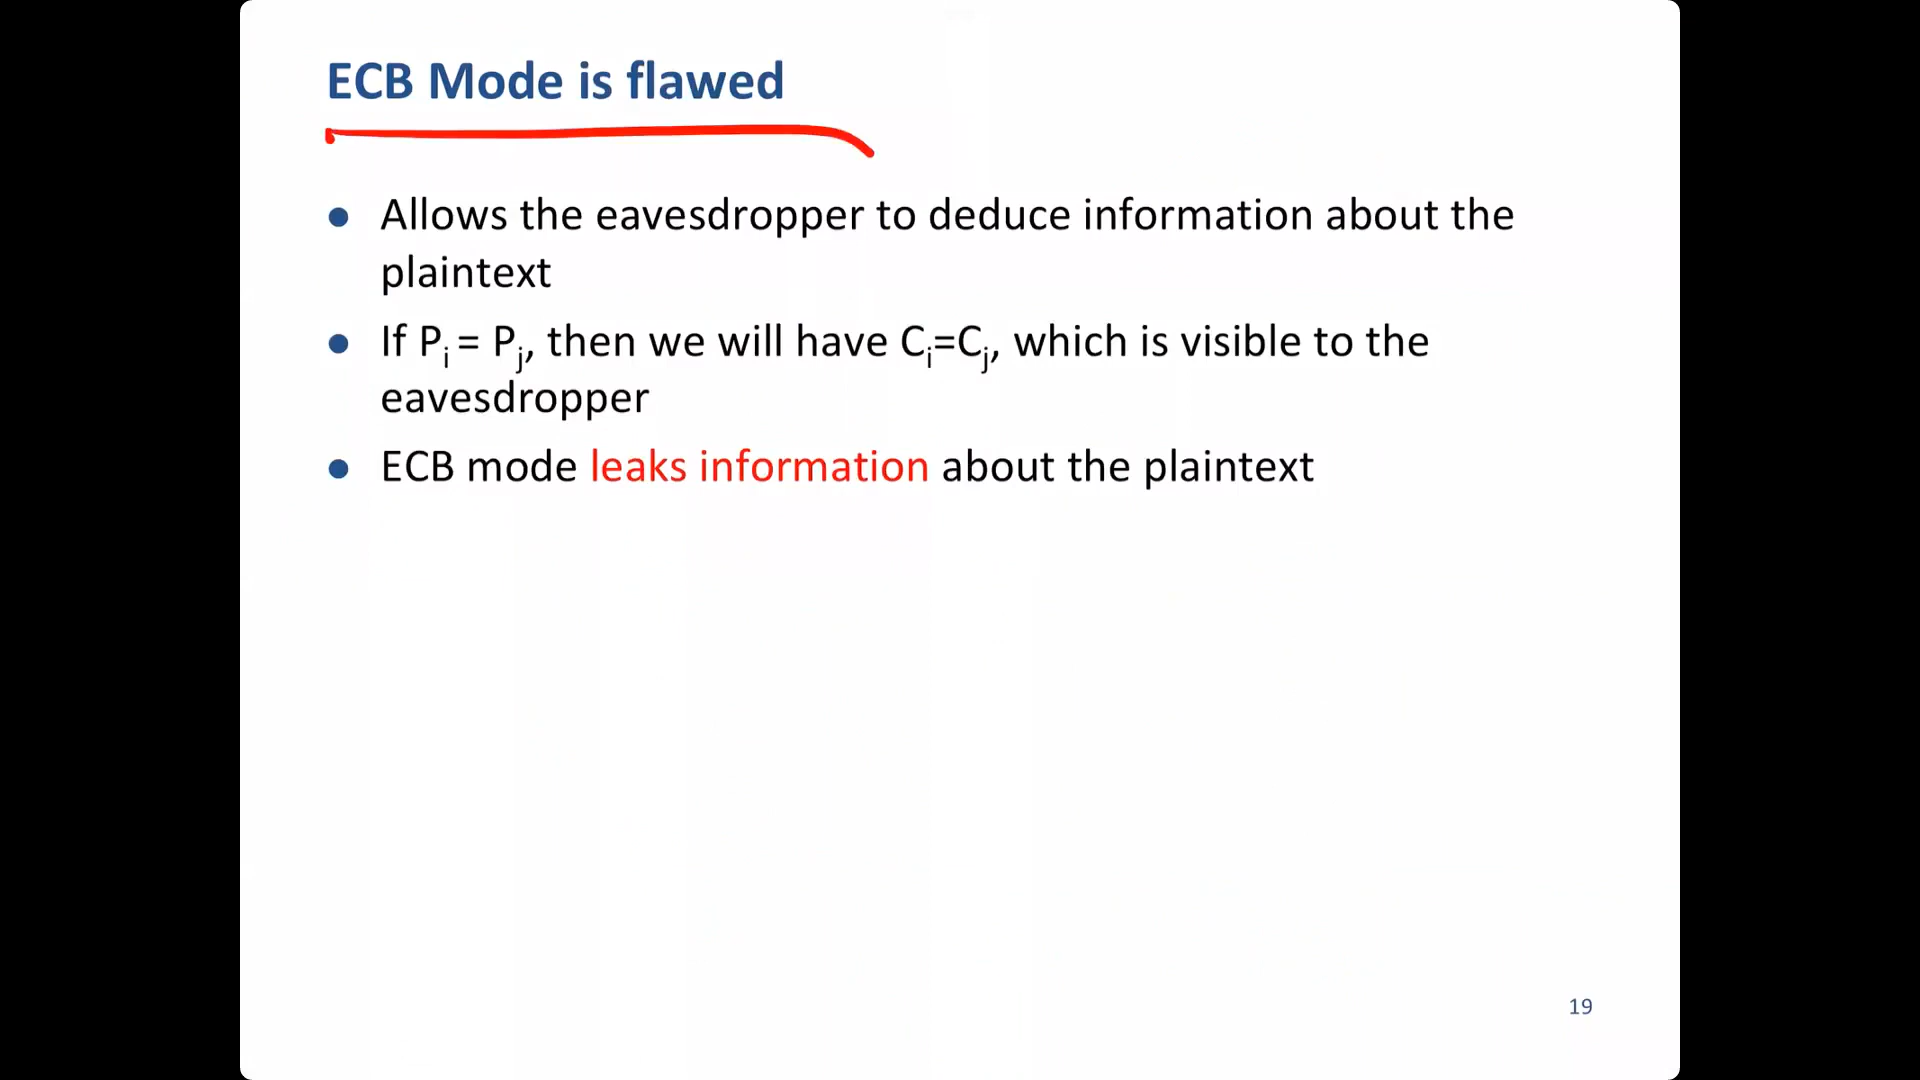 ECB Mode is flawed
● Allows the eavesdropper to deduce information about the
plaintext
● If Pi = Pj, then we will have Ci=Cj, which is visible to the
eavesdropper
● ECB mode leaks information about the plaintext
19